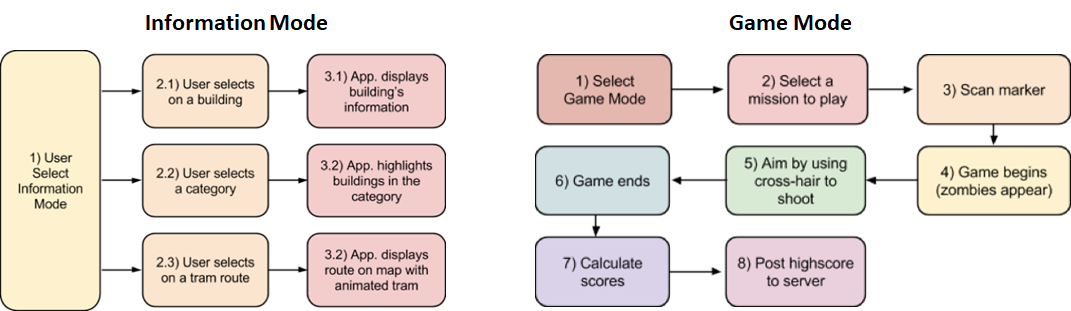 Information Mode
1) User
Select
Information
Mode
2.1) User selects
on a building
3.1) App. displays
building's
information
2.2) User selects
a category
3.2) App. highlights
buildings in the
category
2.3) User selects
on a tram route
3.2) App. displays
route on map with
animated tram
Game Mode
1) Select
Game Mode
2) Select a
mission to play
3) Scan marker
4) Game begins
(zombies appear)
5) Aim by using
cross-hair to
shoot
6) Game ends
7) Calculate
scores
8) Post highscore
to server